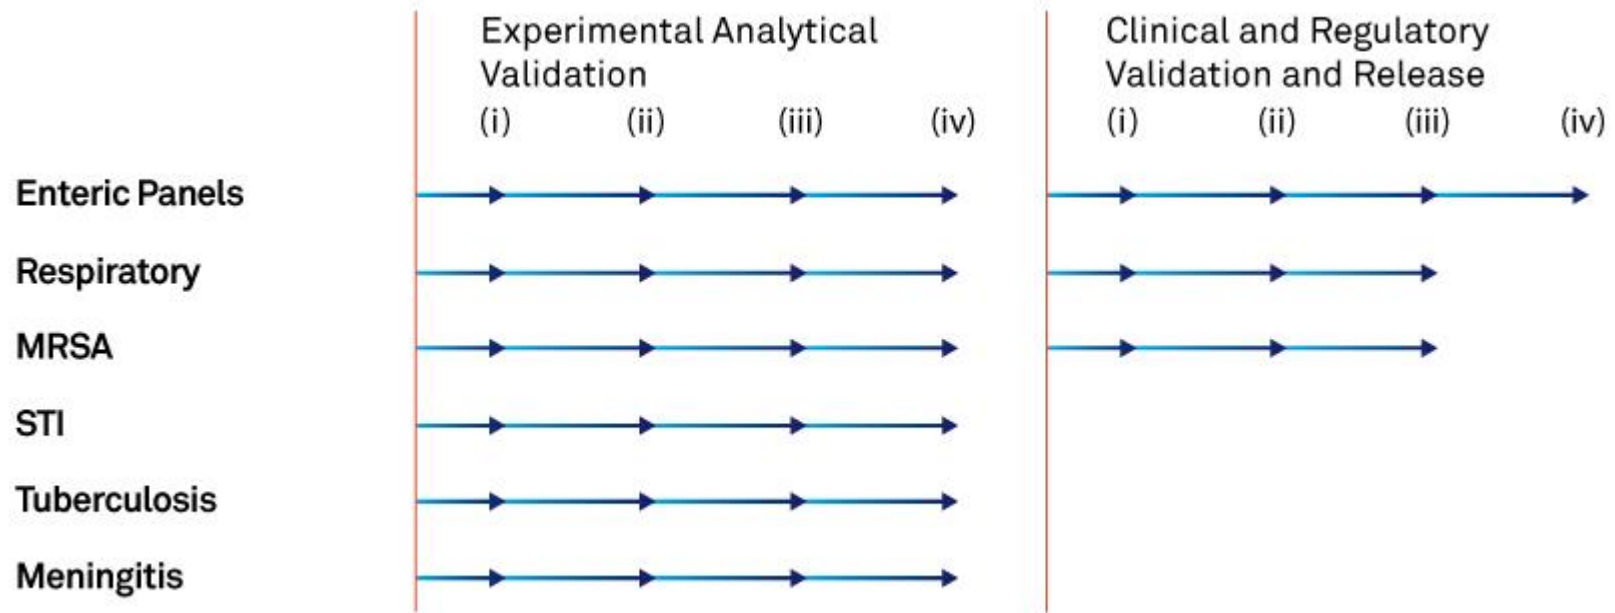 Experimental Analytical
Validation
(i) (ii) (iii) (iv)
Clinical and Regulatory
Validation and Release
(i) (ii) (iii) (iv)
Enteric Panels
Respiratory
MRSA
STI
Tuberculosis
Meningitis